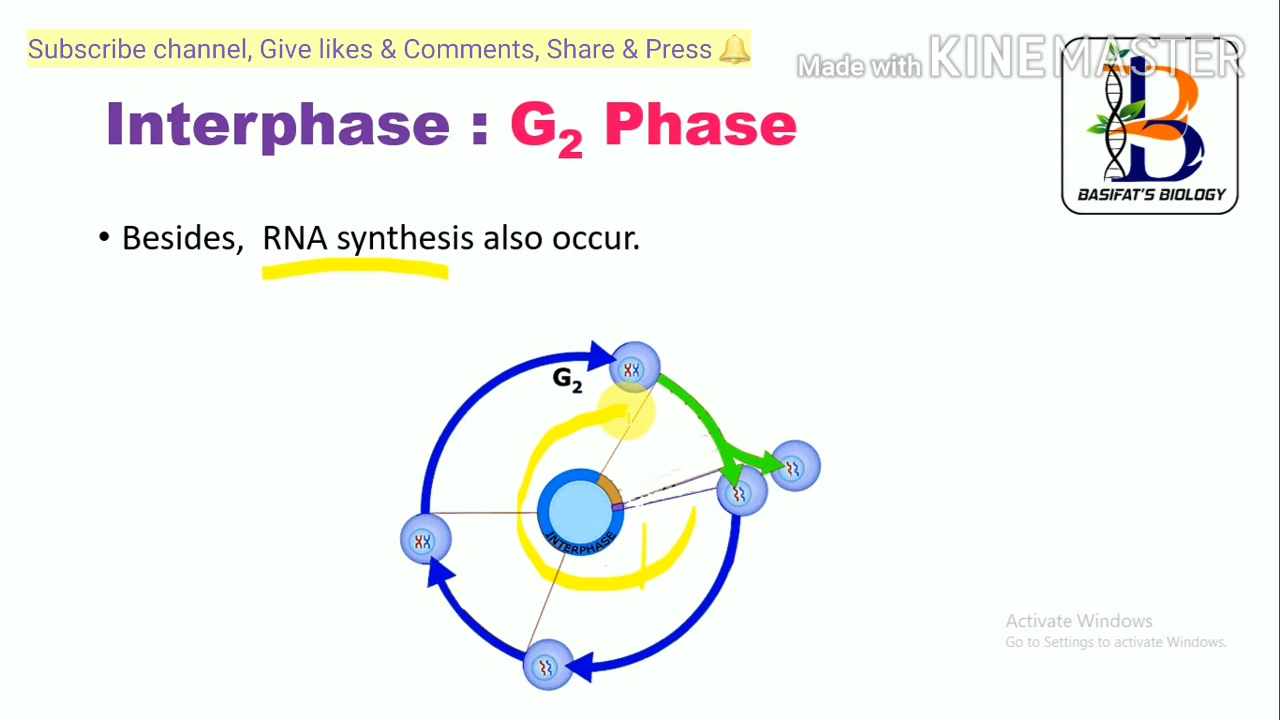 Subscribe channel, Give likes & Comments, Share & Press 🔔
Made with KINEMASTER
Interphase : G₂ Phase
BASIFAT'S BIOLOGY
• Besides, RNA synthesis also occur.
G₂
INTERPHASE
Activate Windows
Go to Settings to activate Windows.